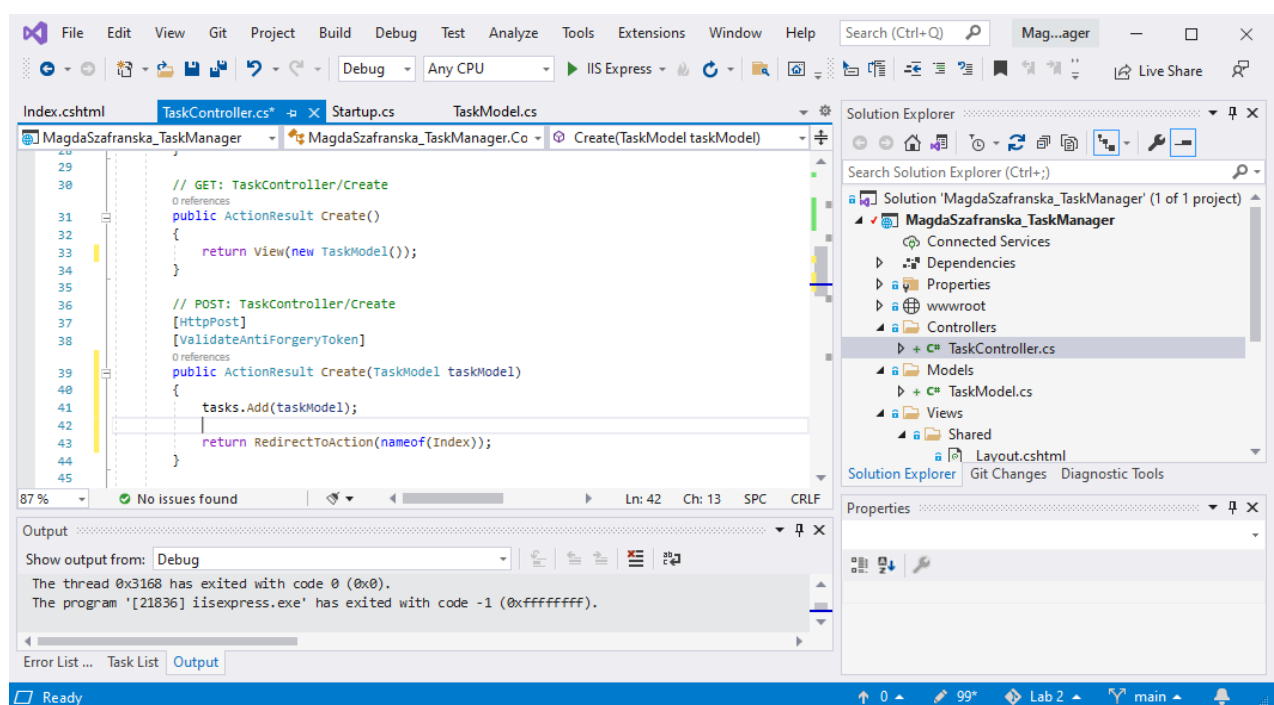 File Edit View Git Project Build Debug Test Analyze Tools Extensions Window Help Search (Ctrl+Q) Mag...ager
Debug Any CPU IIS Express Live Share
Index.cshtml TaskController.cs* Startup.cs TaskModel.cs
MagdaSzafranska_TaskManager MagdaSzafranska_TaskManager.Co Create(TaskModel taskModel)
28 }
29
30 // GET: TaskController/Create
0 references
31 public ActionResult Create()
32 {
33 return View(new TaskModel());
34 }
35
36 // POST: TaskController/Create
37 [HttpPost]
38 [ValidateAntiForgeryToken]
0 references
39 public ActionResult Create(TaskModel taskModel)
40 {
41 tasks.Add(taskModel);
42
43 return RedirectToAction(nameof(Index));
44 }
45
87 % No issues found Ln: 42 Ch: 13 SPC CRLF
Output
Show output from: Debug
The thread 0x3168 has exited with code 0 (0x0).
The program '[21836] iisexpress.exe' has exited with code -1 (0xffffffff).
Error List ... Task List Output
Solution Explorer
Search Solution Explorer (Ctrl+;)
Solution 'MagdaSzafranska_TaskManager' (1 of 1 project)
MagdaSzafranska_TaskManager
Connected Services
Dependencies
Properties
wwwroot
Controllers
C# TaskController.cs
Models
C# TaskModel.cs
Views
Shared
_Layout.cshtml
Solution Explorer Git Changes Diagnostic Tools
Properties
Ready 0 99* Lab 2 main